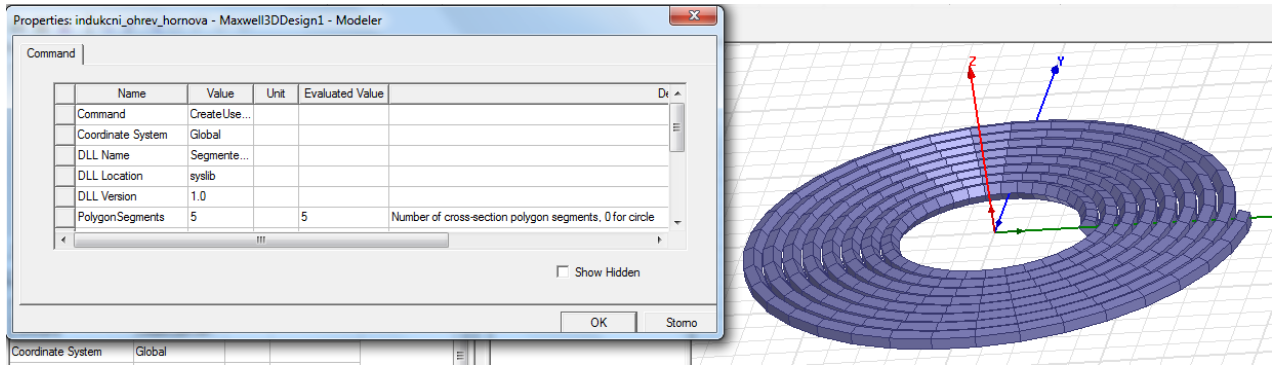 Properties: indukcni_ohrev_hornova - Maxwell3DDesign1 - Modeler
Command
Name Value Unit Evaluated Value De
Command CreateUse...
Coordinate System Global
DLL Name Segmente...
DLL Location syslib
DLL Version 1.0
PolygonSegments 5 5 Number of cross-section polygon segments, 0 for circle
Show Hidden
OK Storno
Coordinate System Global
Z
Y